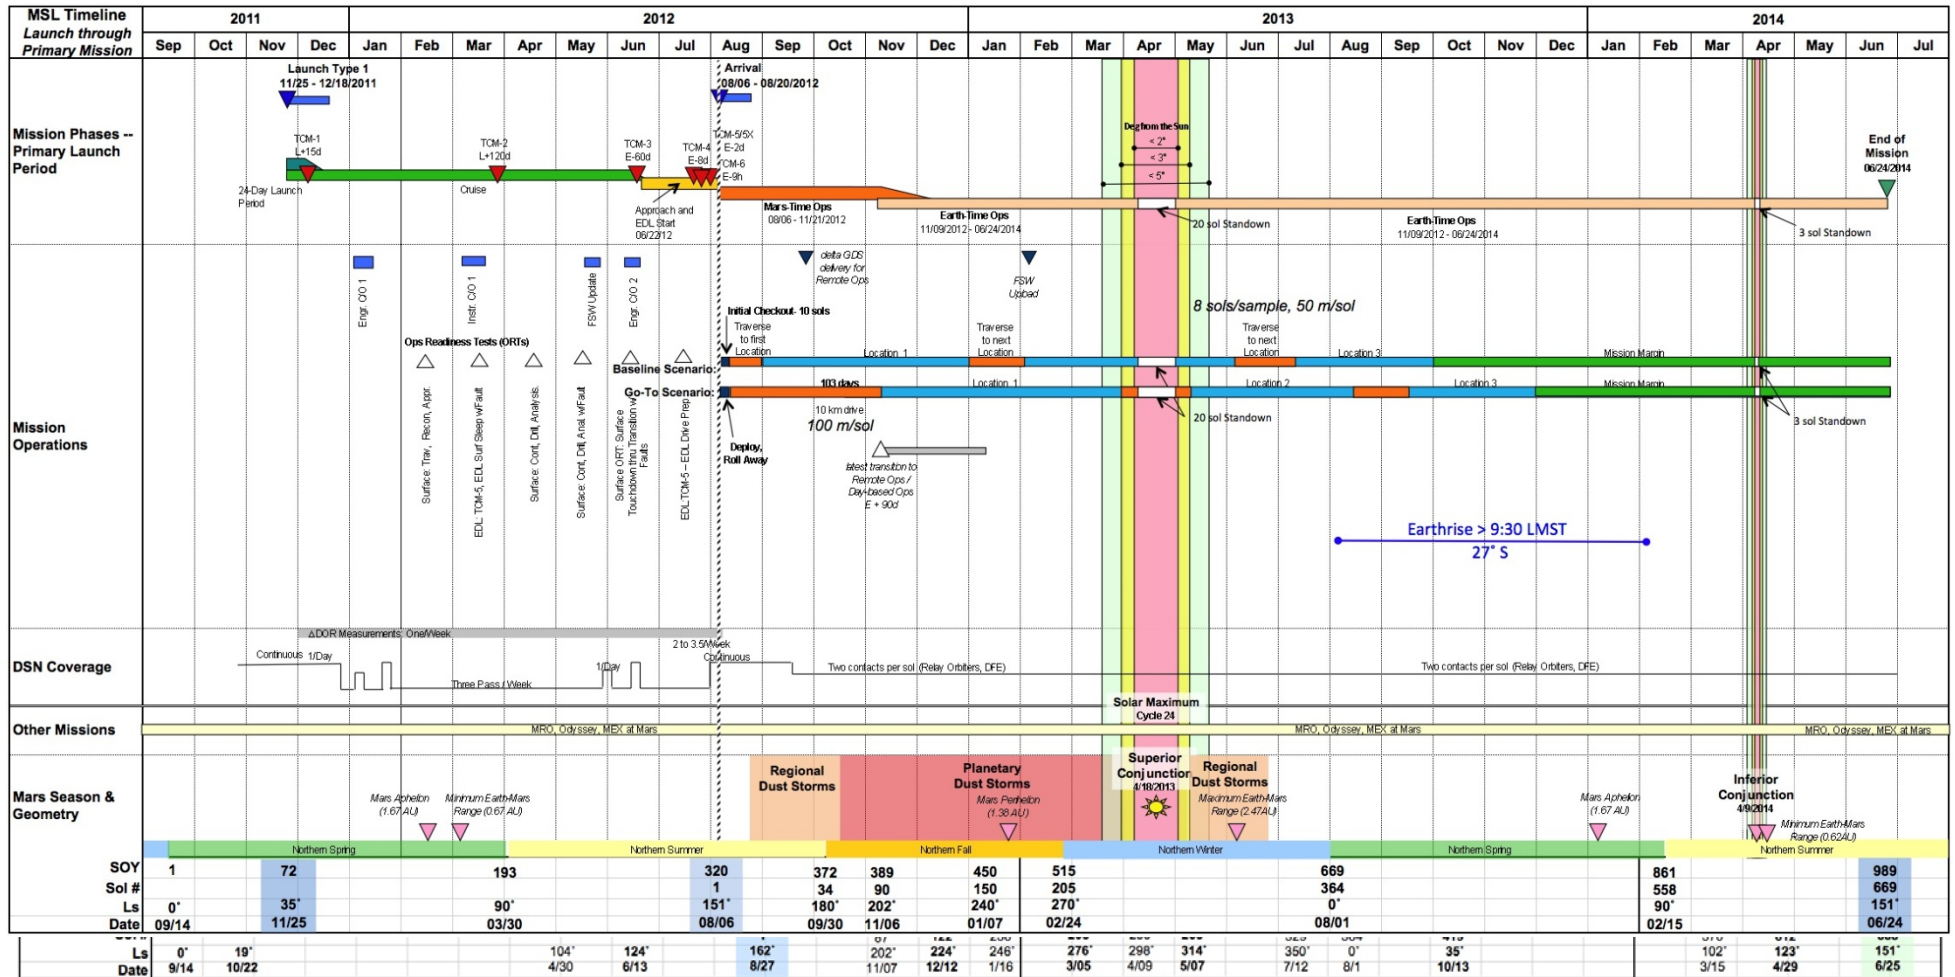 MSL Timeline
Launch through
Primary Mission
2011
2012
2013
2014
Sep Oct Nov Dec Jan Feb Mar Apr May Jun Jul Aug Sep Oct Nov Dec Jan Feb Mar Apr May Jun Jul Aug Sep Oct Nov Dec Jan Feb Mar Apr May Jun Jul
Mission Phases --
Primary Launch
Period
Launch Type 1
11/25 - 12/18/2011
Arrival
08/06 - 08/20/2012
TCM-1
L+15d
TCM-2
L+120d
TCM-3
E-60d
TCM-4
E-8d
TCM-5/5X
E-2d
TCM-6
E-9h
24-Day Launch
Period
Cruise
Approach and
EDL Start
06/22/12
Mars-Time Ops
08/06 - 11/21/2012
Earth-Time Ops
11/09/2012 - 06/24/2014
Deg from the Sun
< 2°
< 3°
< 5°
20 sol Standown
Earth-Time Ops
11/09/2012 - 06/24/2014
End of
Mission
06/24/2014
3 sol Standown
Mission
Operations
Engr. C/O 1
Instr. C/O 1
FSW Update
Engr. C/O 2
delta GDS
delivery for
Remote Ops
FSW
Upload
8 sols/sample, 50 m/sol
Initial Checkout- 10 sols
Ops Readiness Tests (ORTs)
Traverse
to first
Location
Location 1
Traverse
to next
Location
Traverse
to next
Location
Location 3
Mission Margin
Baseline Scenario:
Go-To Scenario:
103 days
Location 1
Location 2
Location 3
Mission Margin
10 km drive
100 m/sol
20 sol Standown
3 sol Standown
Deploy,
Roll Away
Surface: Trav, Recon, Appr.
EDL: TCM-5, EDL Surf Sleep w/Fault
Surface: Cont, Drill, Analysis.
Surface: Cont, Drill, Anal. w/Fault
Surface ORT: Surface
Touchdown thru Transition w/
Faults
EDL:TCM-5 – EDL Drive Prep
latest transition to
Remote Ops /
Day-based Ops
E + 90d
Earthrise > 9:30 LMST
27° S
DSN Coverage
ΔDOR Measurements: One/Week
2 to 3.5/Week
Continuous 1/Day
Three Pass / Week
1/Day
Continuous
Two contacts per sol (Relay Orbiters, DFE)
Two contacts per sol (Relay Orbiters, DFE)
Solar Maximum
Cycle 24
Other Missions
MRO, Odyssey, MEX at Mars
MRO, Odyssey, MEX at Mars
MRO, Odyssey, MEX at Mars
Mars Season &
Geometry
Mars Aphelion
(1.67 AU)
Minimum Earth-Mars
Range (0.67 AU)
Regional
Dust Storms
Planetary
Dust Storms
Mars Perihelion
(1.38 AU)
Superior
Conjunction
4/18/2013
Regional
Dust Storms
Maximum Earth-Mars
Range (2.47AU)
Mars Aphelion
(1.67 AU)
Inferior
Conjunction
4/9/2014
Minimum Earth-Mars
Range (0.62AU)
Northern Spring
Northern Summer
Northern Fall
Northern Winter
Northern Spring
Northern Summer
SOY 1 72 193 320 372 389 450 515 669 861 989
Sol # 1 34 90 150 205 364 558 669
Ls 0° 35° 90° 151° 180° 202° 240° 270° 0° 90° 151°
Date 09/14 11/25 03/30 08/06 09/30 11/06 01/07 02/24 08/01 02/15 06/24
Ls 0° 19° 104° 124° 162° 202° 224° 246° 276° 298° 314° 350° 0° 35° 102° 123° 151°
Date 9/14 10/22 4/30 6/13 8/27 11/07 12/12 1/16 3/05 4/09 5/07 7/12 8/1 10/13 3/15 4/29 6/25